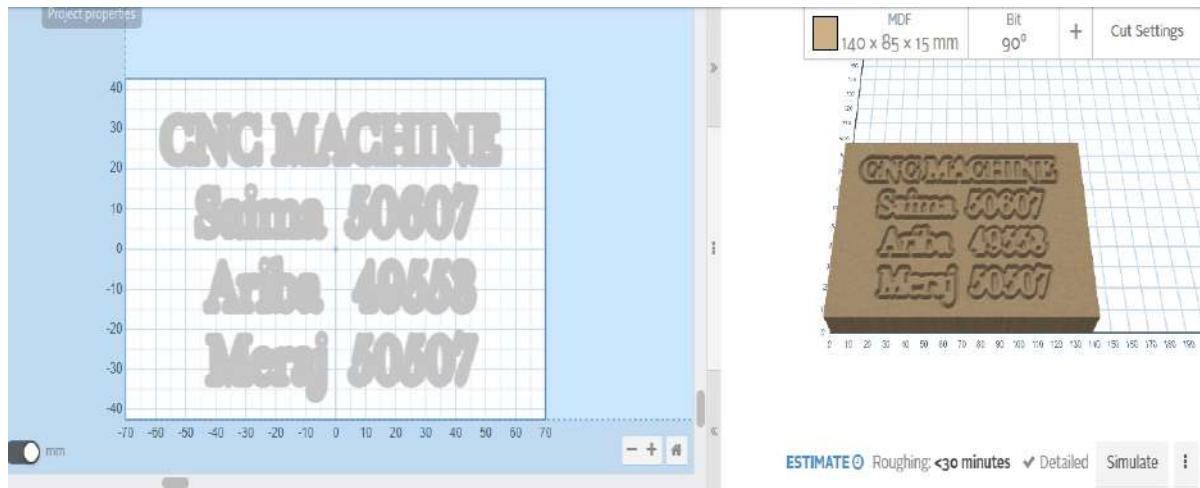 Project properties
40
30
20
10
0
-10
-20
-30
-40
-70 -60 -50 -40 -30 -20 -10 0 10 20 30 40 50 60 70
CNC MACHINE
Saima 50607
Ariba
Meraj 50507
mm
MDF
140 x 85 x 15 mm
Bit
90°
+
Cut Settings
CNC MACHINE
Saima 50607
Ariba
Meraj 50507
0 10 20 30 40 50 60 70 80 90 100 110 120 130 140 150 160 170 180 190
ESTIMATE Roughing: <30 minutes ✓ Detailed
Simulate